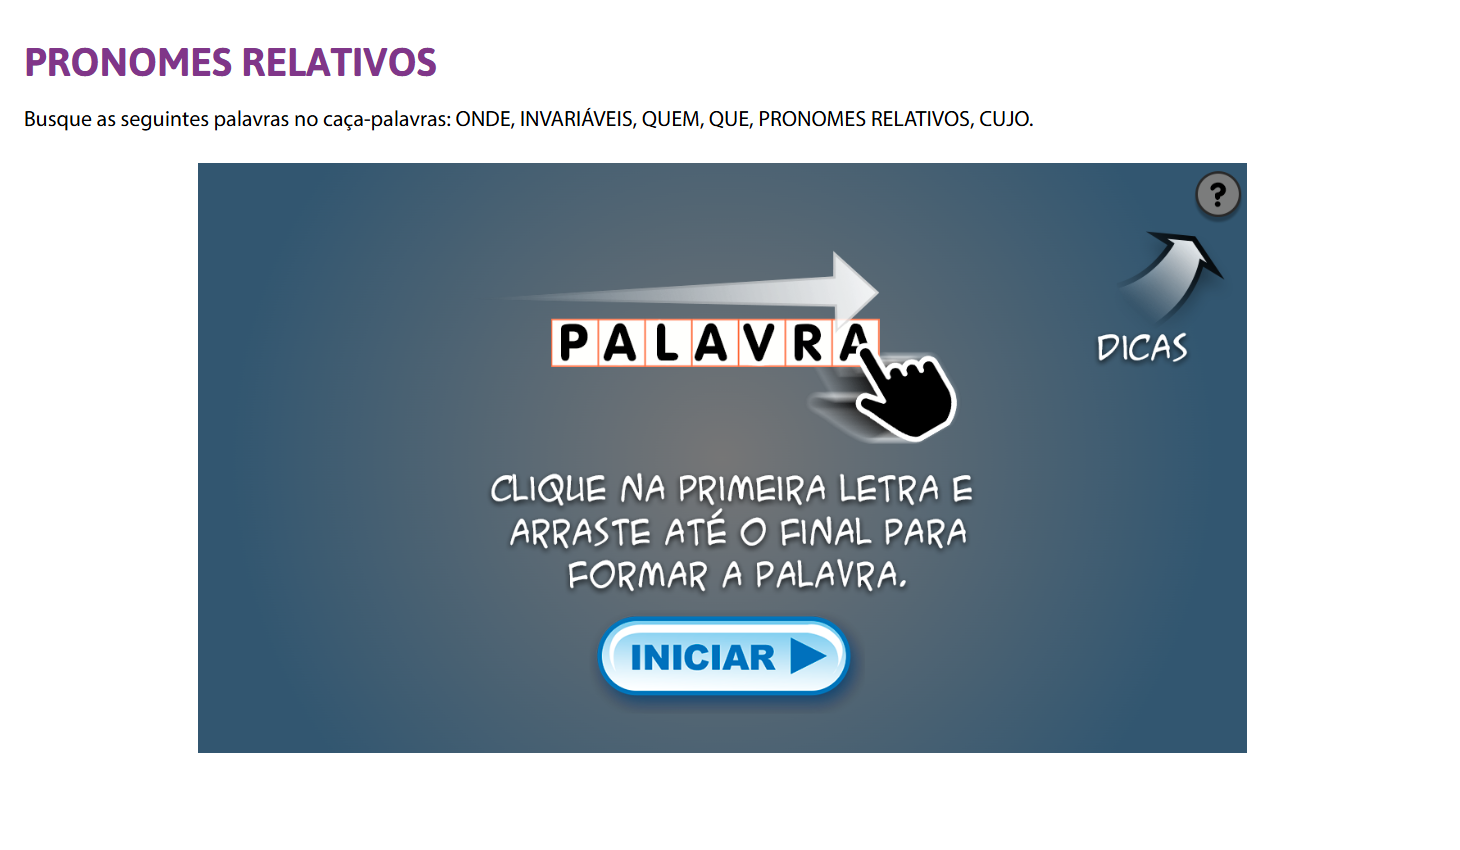 PRONOMES RELATIVOS
Busque as seguintes palavras no caça-palavras: ONDE, INVARIÁVEIS, QUEM, QUE, PRONOMES RELATIVOS, CUJO.
?
PALAVRA
DICAS
CLIQUE NA PRIMEIRA LETRA E
ARRASTE ATÉ O FINAL PARA
FORMAR A PALAVRA.
INICIAR